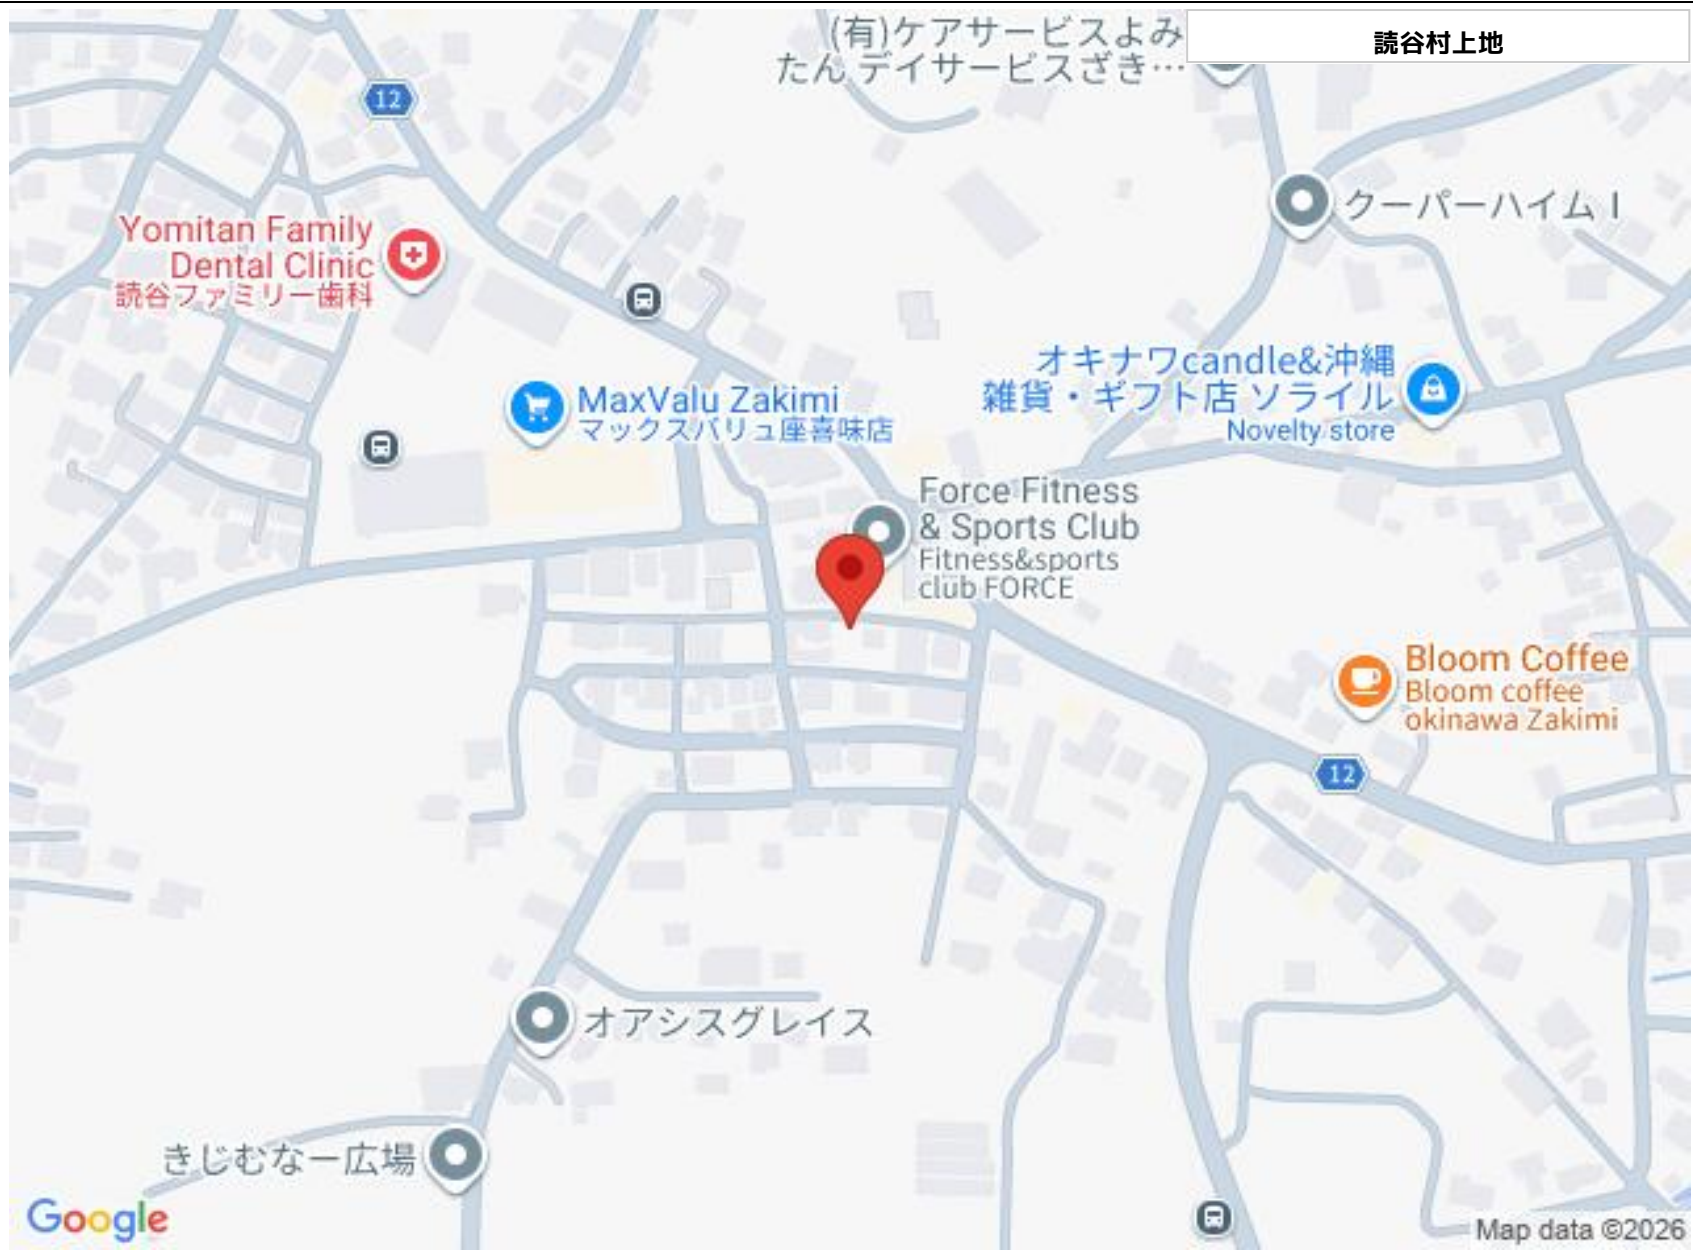 (有)ケアサービスよみ
たん デイサービスざき…
読谷村上地
12
クーパーハイム I
Yomitan Family
Dental Clinic
読谷ファミリー歯科
オキナワcandle&沖縄
雑貨・ギフト店 ソライル
Novelty store
MaxValu Zakimi
マックスバリュ座喜味店
Force Fitness
& Sports Club
Fitness&sports
club FORCE
Bloom Coffee
Bloom coffee
okinawa Zakimi
12
オアシスグレイス
きじむなー広場
Google
Map data ©2026